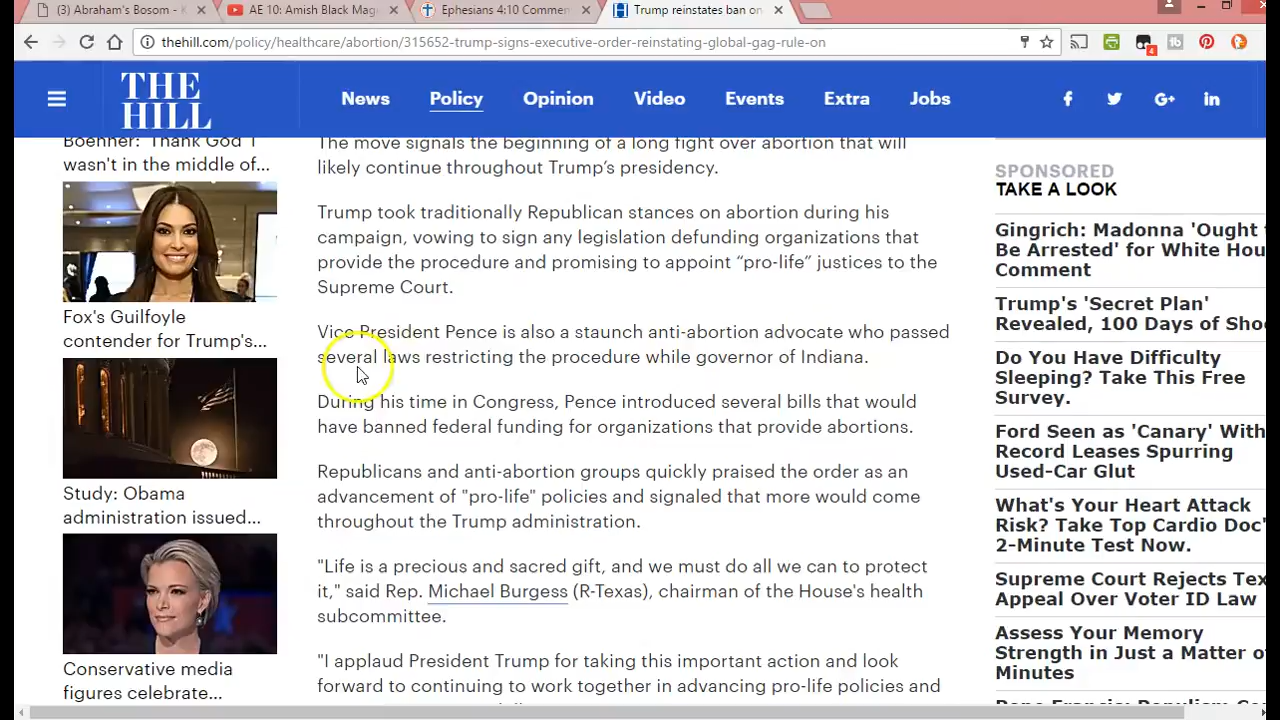 (3) Abraham's Bosom - K
AE 10: Amish Black Mag
Ephesians 4:10 Commen
Trump reinstates ban on
thehill.com/policy/healthcare/abortion/315652-trump-signs-executive-order-reinstating-global-gag-rule-on
4
THE
HILL
News
Policy
Opinion
Video
Events
Extra
Jobs
Boehner: 'Thank God' I
wasn't in the middle of...
Fox's Guilfoyle
contender for Trump's...
Study: Obama
administration issued...
Conservative media
figures celebrate...
The move signals the beginning of a long fight over abortion that will
likely continue throughout Trump's presidency.
Trump took traditionally Republican stances on abortion during his
campaign, vowing to sign any legislation defunding organizations that
provide the procedure and promising to appoint “pro-life” justices to the
Supreme Court.
Vice President Pence is also a staunch anti-abortion advocate who passed
several laws restricting the procedure while governor of Indiana.
During his time in Congress, Pence introduced several bills that would
have banned federal funding for organizations that provide abortions.
Republicans and anti-abortion groups quickly praised the order as an
advancement of "pro-life" policies and signaled that more would come
throughout the Trump administration.
"Life is a precious and sacred gift, and we must do all we can to protect
it," said Rep. Michael Burgess (R-Texas), chairman of the House's health
subcommittee.
"I applaud President Trump for taking this important action and look
forward to continuing to work together in advancing pro-life policies and
SPONSORED
TAKE A LOOK
Gingrich: Madonna 'Ought t
Be Arrested' for White Hou
Comment
Trump's 'Secret Plan'
Revealed, 100 Days of Sho
Do You Have Difficulty
Sleeping? Take This Free
Survey.
Ford Seen as 'Canary' With
Record Leases Spurring
Used-Car Glut
What's Your Heart Attack
Risk? Take Top Cardio Doc'
2-Minute Test Now.
Supreme Court Rejects Tex
Appeal Over Voter ID Law
Assess Your Memory
Strength in Just a Matter o
Minutes
Pope Francis: Populism Co